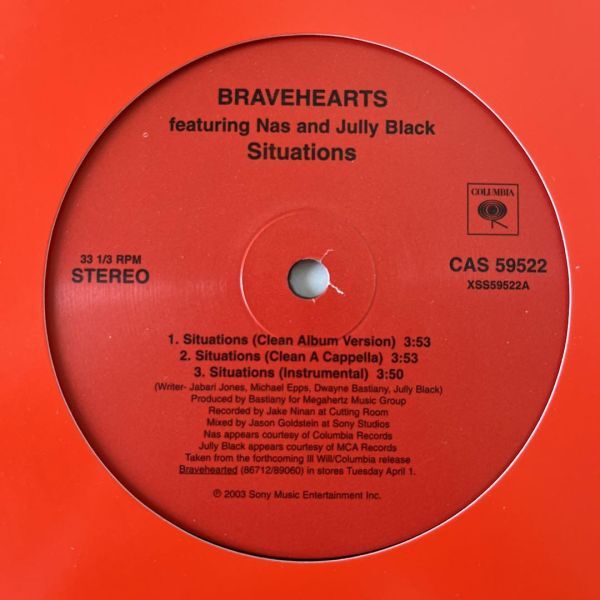 BRAVEHEARTS
featuring Nas and Jully Black
Situations
COLUMBIA
33 1/3 RPM
STEREO
CAS 59522
XSS59522A
1. Situations (Clean Album Version) 3:53
2. Situations (Clean A Cappella) 3:53
3. Situations (Instrumental) 3:50
(Writer- Jabari Jones, Michael Epps, Dwayne Bastiany, Jully Black)
Produced by Bastiany for Megahertz Music Group
Recorded by Jake Ninan at Cutting Room
Mixed by Jason Goldstein at Sony Studios
Nas appears courtesy of Columbia Records
Jully Black appears courtesy of MCA Records
Taken from the forthcoming Ill Will/Columbia release
Bravehearted (86712/89060) in stores Tuesday April 1.
℗ 2003 Sony Music Entertainment Inc.